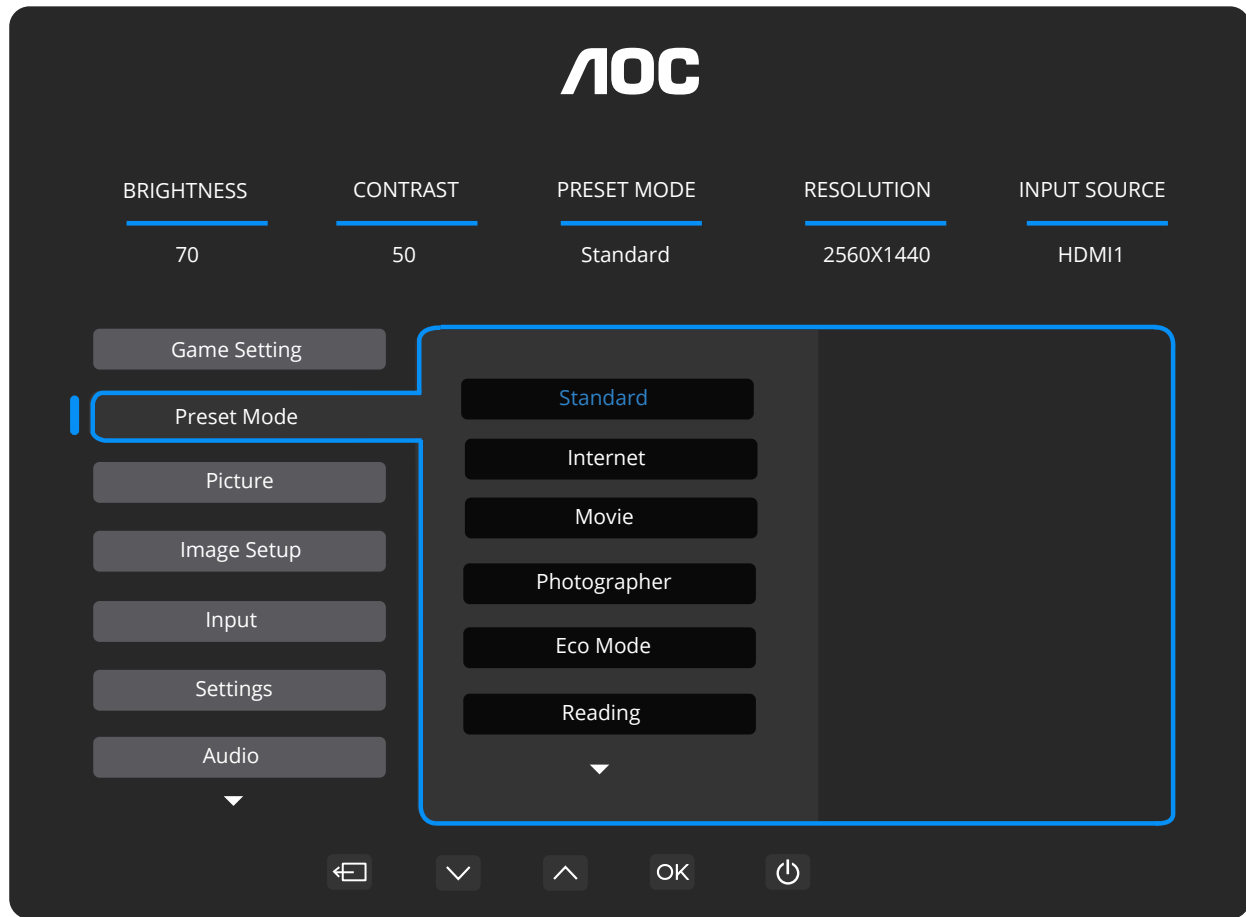 AOC
BRIGHTNESS CONTRAST PRESET MODE RESOLUTION INPUT SOURCE
70 50 Standard 2560X1440 HDMI1
Game Setting
Preset Mode
Picture
Image Setup
Input
Settings
Audio
Standard
Internet
Movie
Photographer
Eco Mode
Reading
OK